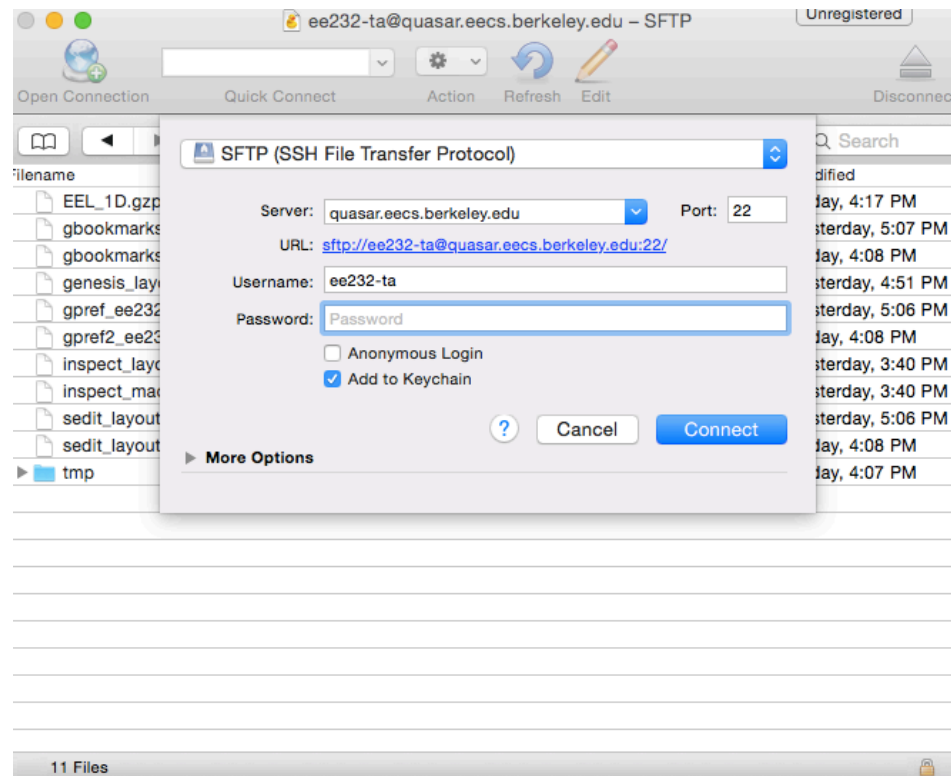 ee232-ta@quasar.eecs.berkeley.edu – SFTP
Unregistered
Open Connection Quick Connect Action Refresh Edit Disconnec
Search
SFTP (SSH File Transfer Protocol)
Server: quasar.eecs.berkeley.edu Port: 22
URL: sftp://ee232-ta@quasar.eecs.berkeley.edu:22/
Username: ee232-ta
Password: Password
Anonymous Login
Add to Keychain
? Cancel Connect
More Options
Filename dified
EEL_1D.gzp day, 4:17 PM
gbookmarks sterday, 5:07 PM
gbookmarks day, 4:08 PM
genesis_lay sterday, 4:51 PM
gpref_ee232 sterday, 5:06 PM
gpref2_ee23 day, 4:08 PM
inspect_layo sterday, 3:40 PM
inspect_mac sterday, 3:40 PM
sedit_layout sterday, 5:06 PM
sedit_layout day, 4:08 PM
tmp day, 4:07 PM
11 Files